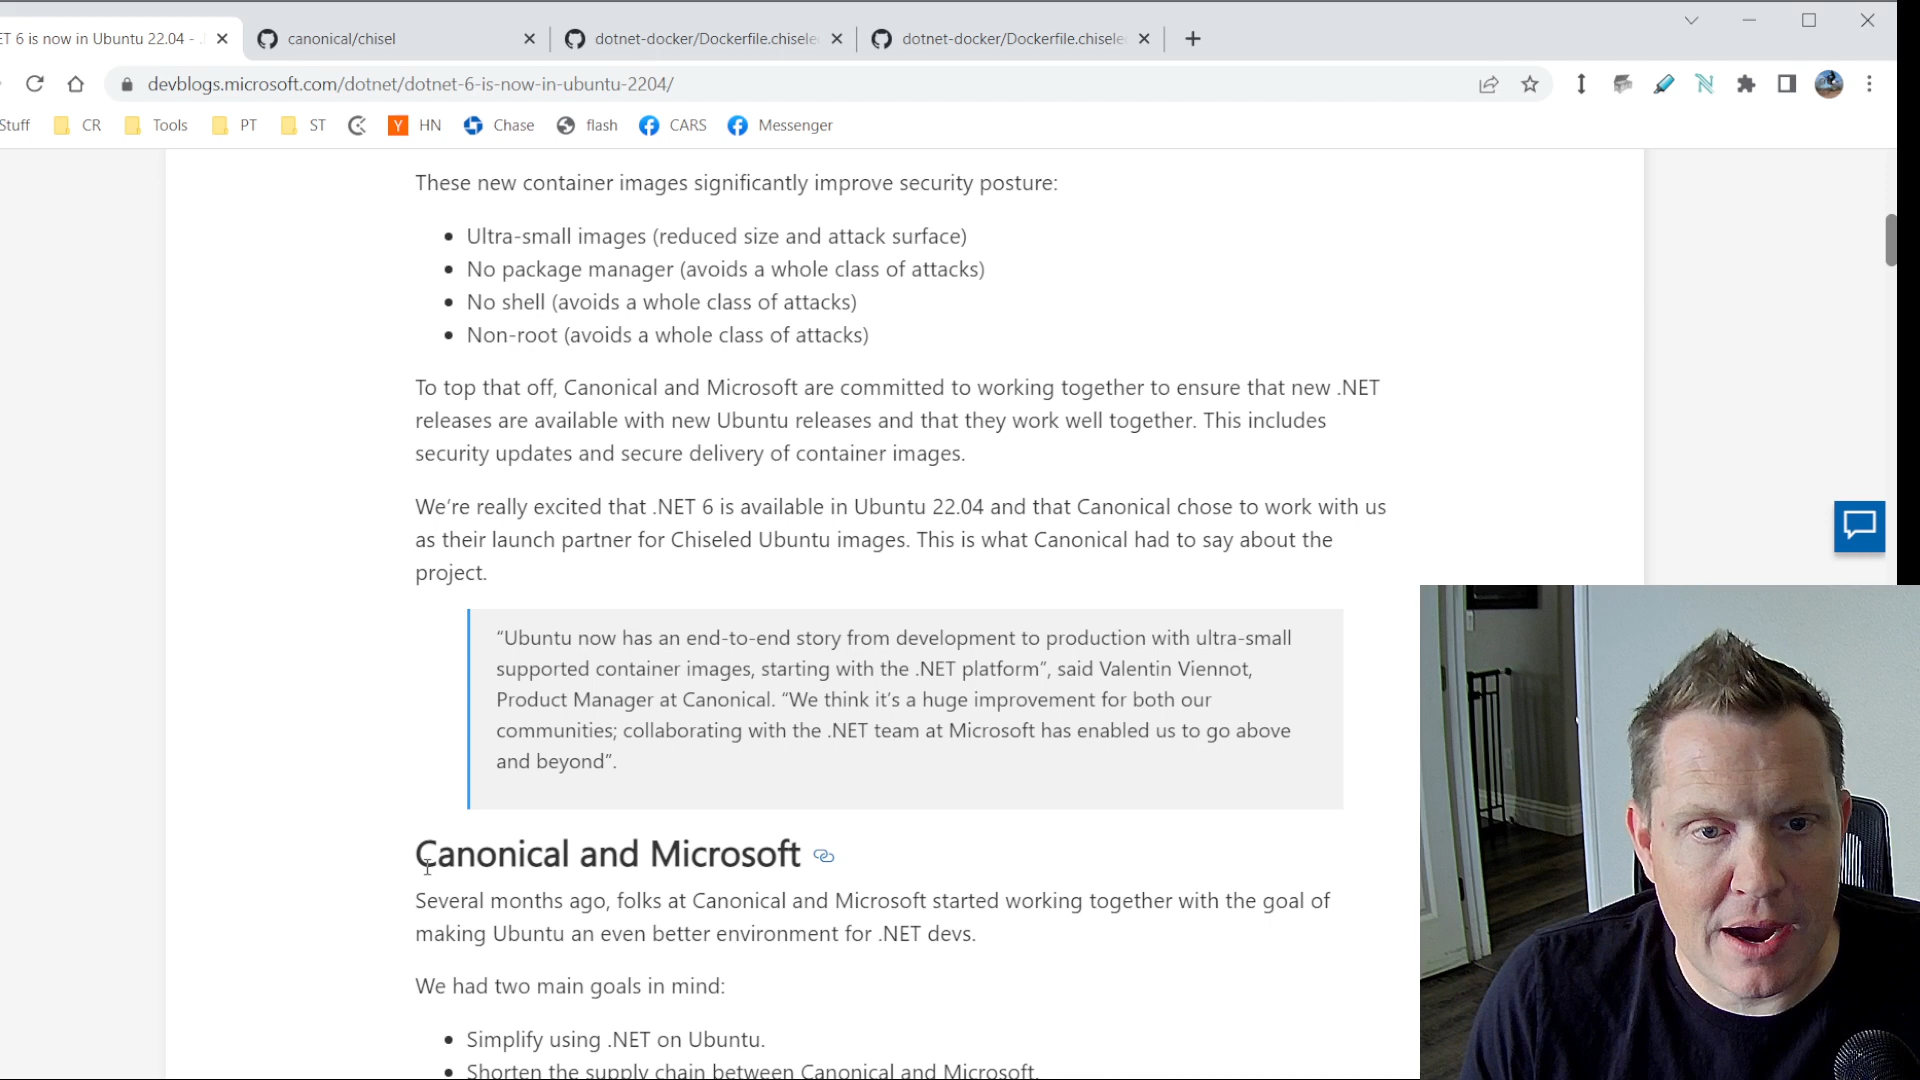 ET 6 is now in Ubuntu 22.04 -
canonical/chisel
dotnet-docker/Dockerfile.chisele
dotnet-docker/Dockerfile.chisele
devblogs.microsoft.com/dotnet/dotnet-6-is-now-in-ubuntu-2204/
Stuff
CR
Tools
PT
ST
Y
HN
Chase
flash
CARS
Messenger
These new container images significantly improve security posture:
Ultra-small images (reduced size and attack surface)
No package manager (avoids a whole class of attacks)
No shell (avoids a whole class of attacks)
Non-root (avoids a whole class of attacks)
To top that off, Canonical and Microsoft are committed to working together to ensure that new .NET
releases are available with new Ubuntu releases and that they work well together. This includes
security updates and secure delivery of container images.
We’re really excited that .NET 6 is available in Ubuntu 22.04 and that Canonical chose to work with us
as their launch partner for Chiseled Ubuntu images. This is what Canonical had to say about the
project.
“Ubuntu now has an end-to-end story from development to production with ultra-small
supported container images, starting with the .NET platform”, said Valentin Viennot,
Product Manager at Canonical. “We think it’s a huge improvement for both our
communities; collaborating with the .NET team at Microsoft has enabled us to go above
and beyond”.
Canonical and Microsoft
Several months ago, folks at Canonical and Microsoft started working together with the goal of
making Ubuntu an even better environment for .NET devs.
We had two main goals in mind:
Simplify using .NET on Ubuntu.
Shorten the supply chain between Canonical and Microsoft.